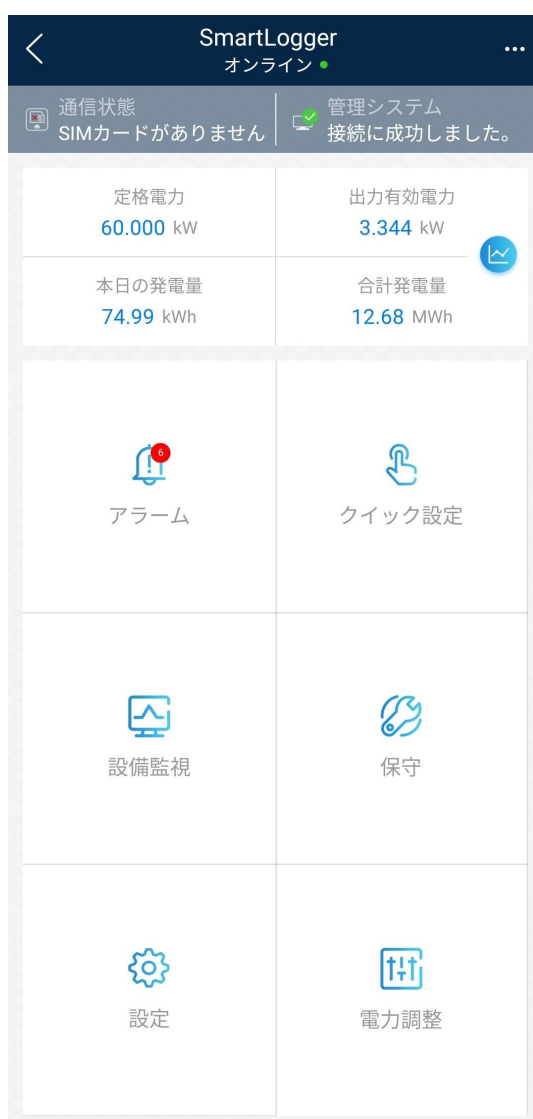 SmartLogger
オンライン
通信状態
SIMカードがありません
管理システム
接続に成功しました。
定格電力
60.000 kW
出力有効電力
3.344 kW
本日の発電量
74.99 kWh
合計発電量
12.68 MWh
6
アラーム
クイック設定
設備監視
保守
設定
電力調整